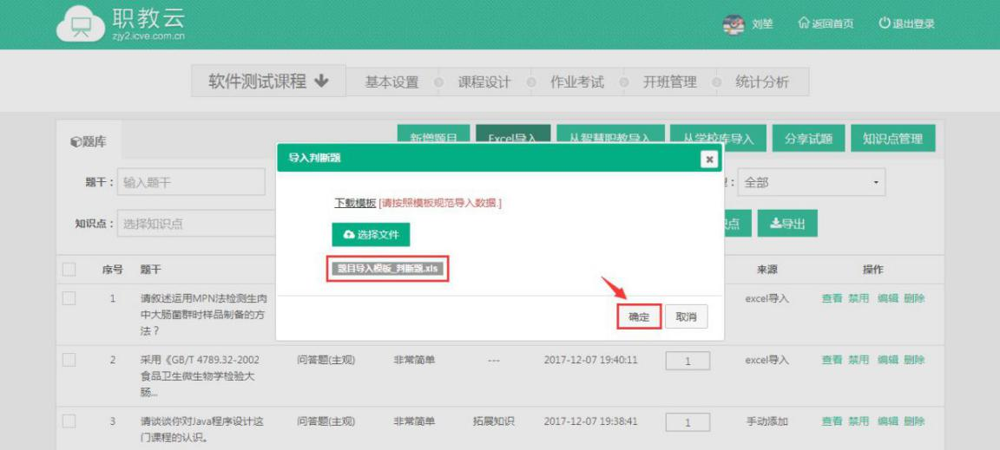 职教云
zjy2.icve.com.cn
刘堃
返回首页
退出登录
软件测试课程
基本设置
课程设计
作业考试
开班管理
统计分析
题库
新增题目
Excel导入
从智慧职教导入
从学校库导入
分享试题
知识点管理
导入判断题
题干：
输入题干
全部
下载模板 [请按照模板规范导入数据.]
知识点：
选择知识点
选择文件
导出
题目导入模板_判断题.xls
序号
题干
来源
操作
确定
取消
1
请叙述运用MPN法检测生肉
中大肠菌群时样品制备的方
法？
excel导入
查看 禁用 编辑 删除
2
采用《GB/T 4789.32-2002
食品卫生微生物学检验大
肠...
问答题(主观)
非常简单
---
2017-12-07 19:40:11
1
excel导入
查看 禁用 编辑 删除
3
请谈谈你对Java程序设计这
门课程的认识。
问答题(主观)
非常简单
拓展知识
2017-12-07 19:38:41
1
手动添加
查看 禁用 编辑 删除